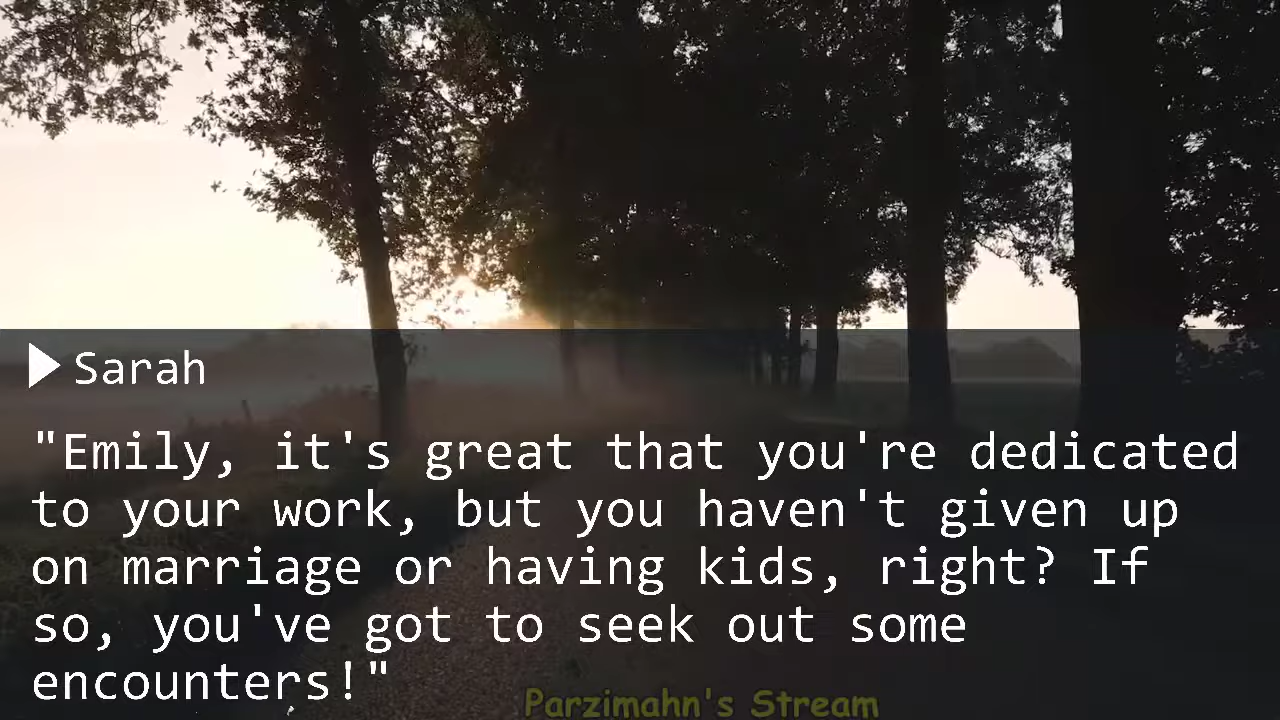 Sarah
"Emily, it's great that you're dedicated
to your work, but you haven't given up
on marriage or having kids, right? If
so, you've got to seek out some
encounters!"
Parzimahn's Stream